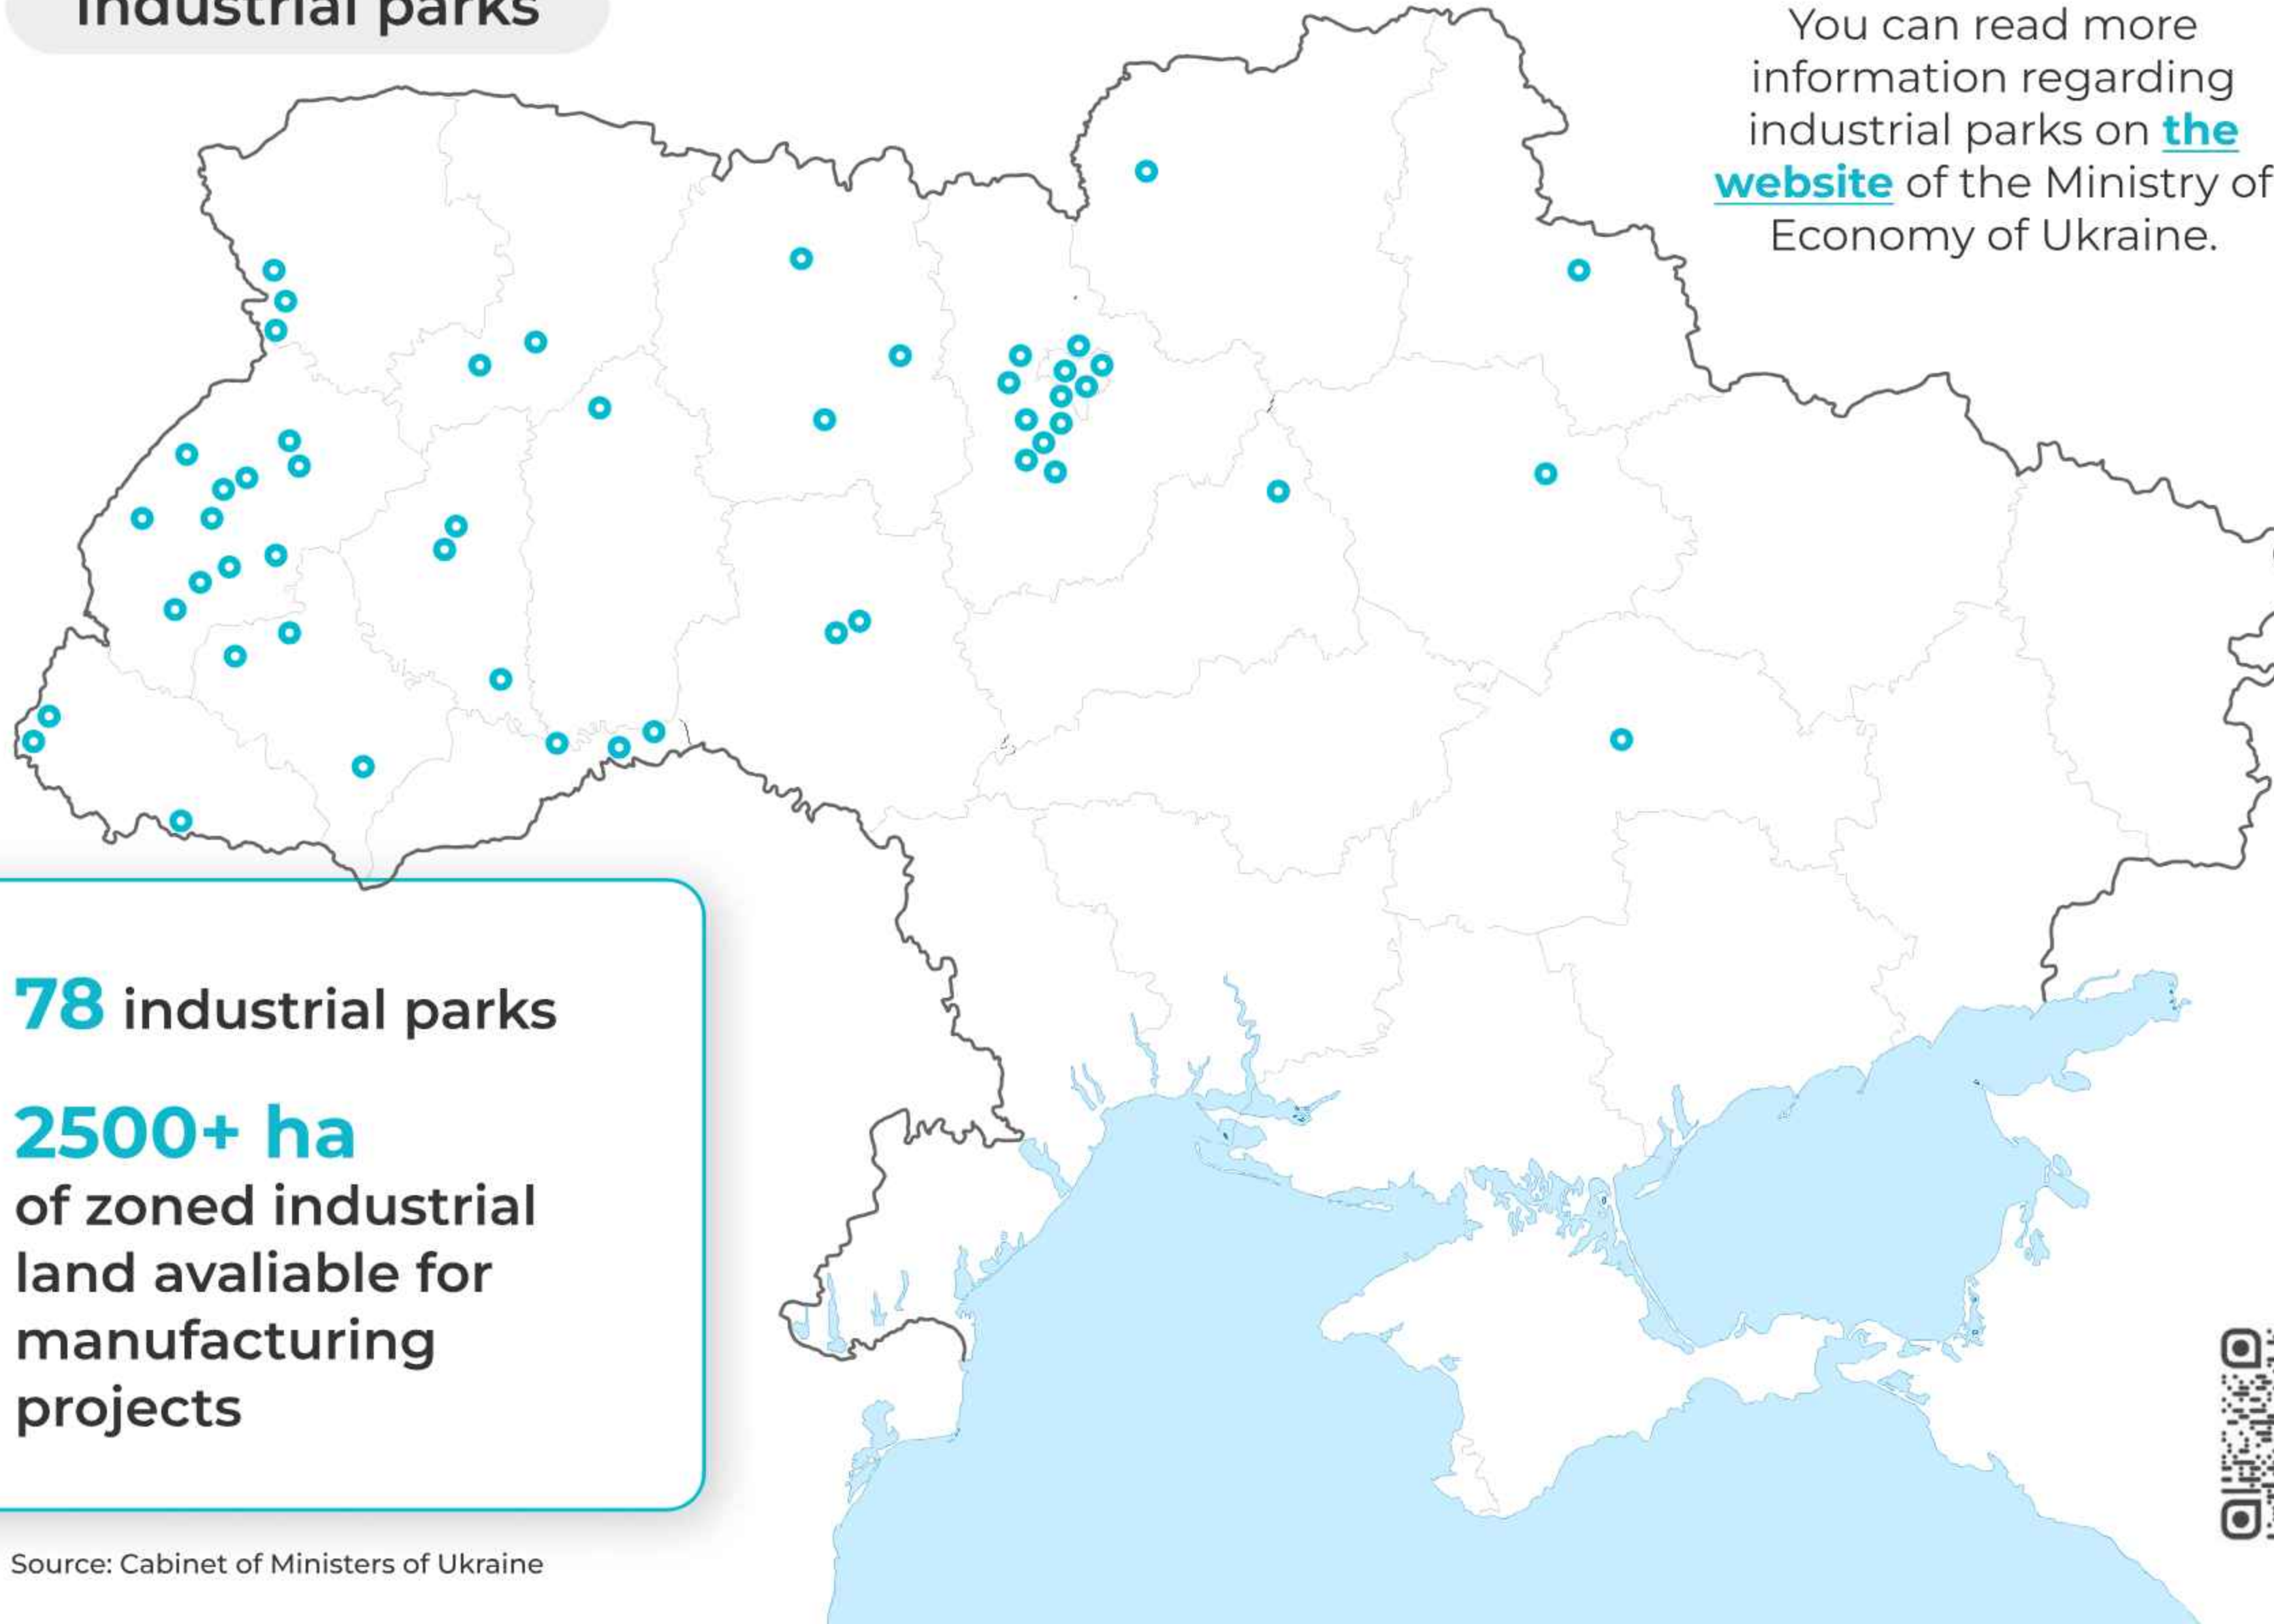 industrial parks
You can read more
information regarding
industrial parks on the
website of the Ministry of
Economy of Ukraine.
78 industrial parks
2500+ ha
of zoned industrial
land avaliable for
manufacturing
projects
Source: Cabinet of Ministers of Ukraine